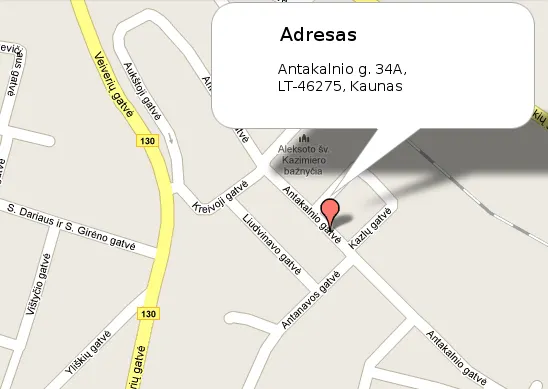 Adresas
Antakalnio g. 34A,
LT-46275, Kaunas
Veiverių gatvė
Aukštoji gatvė
130
Aleksoto šv.
Kazimiero
bažnyčia
Kreivoji gatvė
Antakalnio gatvė
Kazlų gatvė
S. Dariaus ir S. Girėno gatvė
Liudvinavo gatvė
Vištyčio gatvė
Antanavos gatvė
130
Yliškių gatvė
Antakalnio gatvė